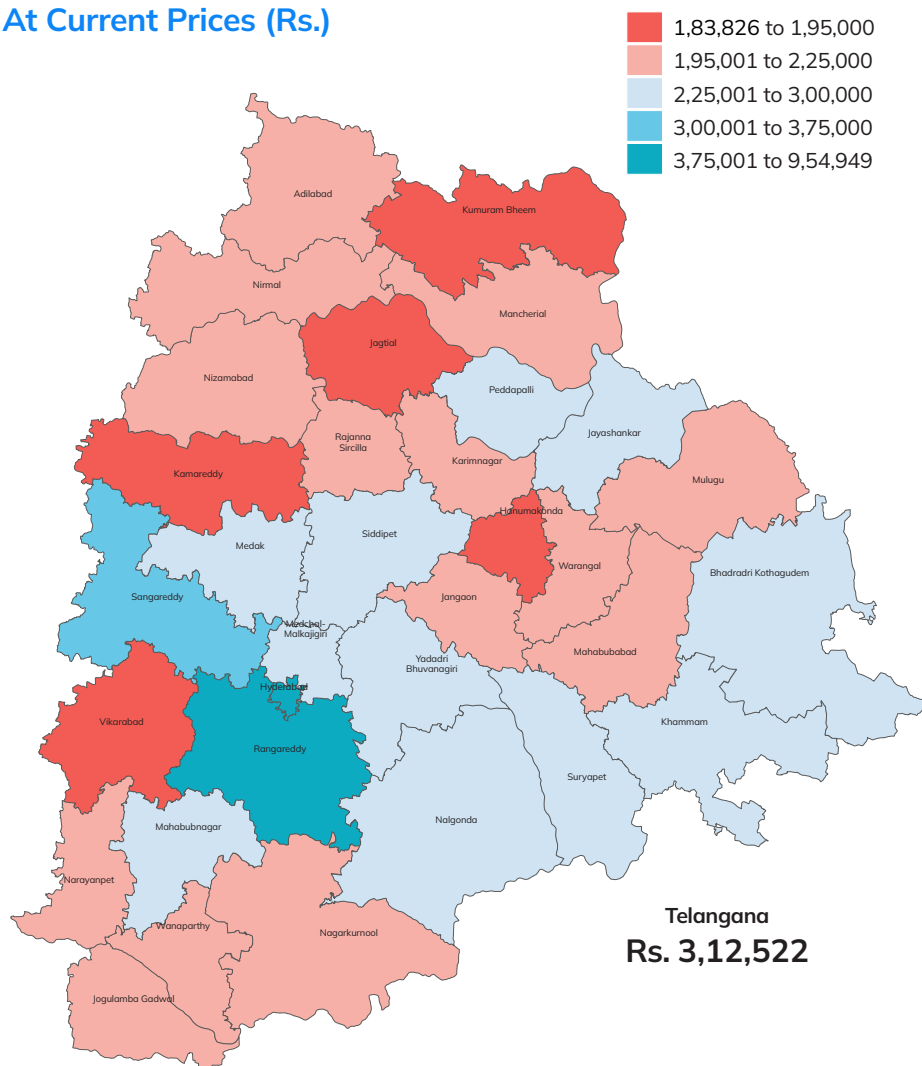 At Current Prices (Rs.)
1,83,826 to 1,95,000
1,95,001 to 2,25,000
2,25,001 to 3,00,000
3,00,001 to 3,75,000
3,75,001 to 9,54,949
Adilabad
Kumuram Bheem
Nirmal
Mancherial
Jagtial
Nizamabad
Peddapalli
Jayashankar
Rajanna
Sircilla
Karimnagar
Kamareddy
Mulugu
Hanumakonda
Siddipet
Medak
Warangal
Bhadradri Kothagudem
Sangareddy
Jangaon
Medchal-
Malkajigiri
Mahabubabad
Yadadri
Bhuvanagiri
Hyderabad
Vikarabad
Khammam
Rangareddy
Suryapet
Mahabubnagar
Nalgonda
Narayanpet
Telangana
Wanaparthy
Nagarkurnool
Rs. 3,12,522
Jogulamba Gadwal